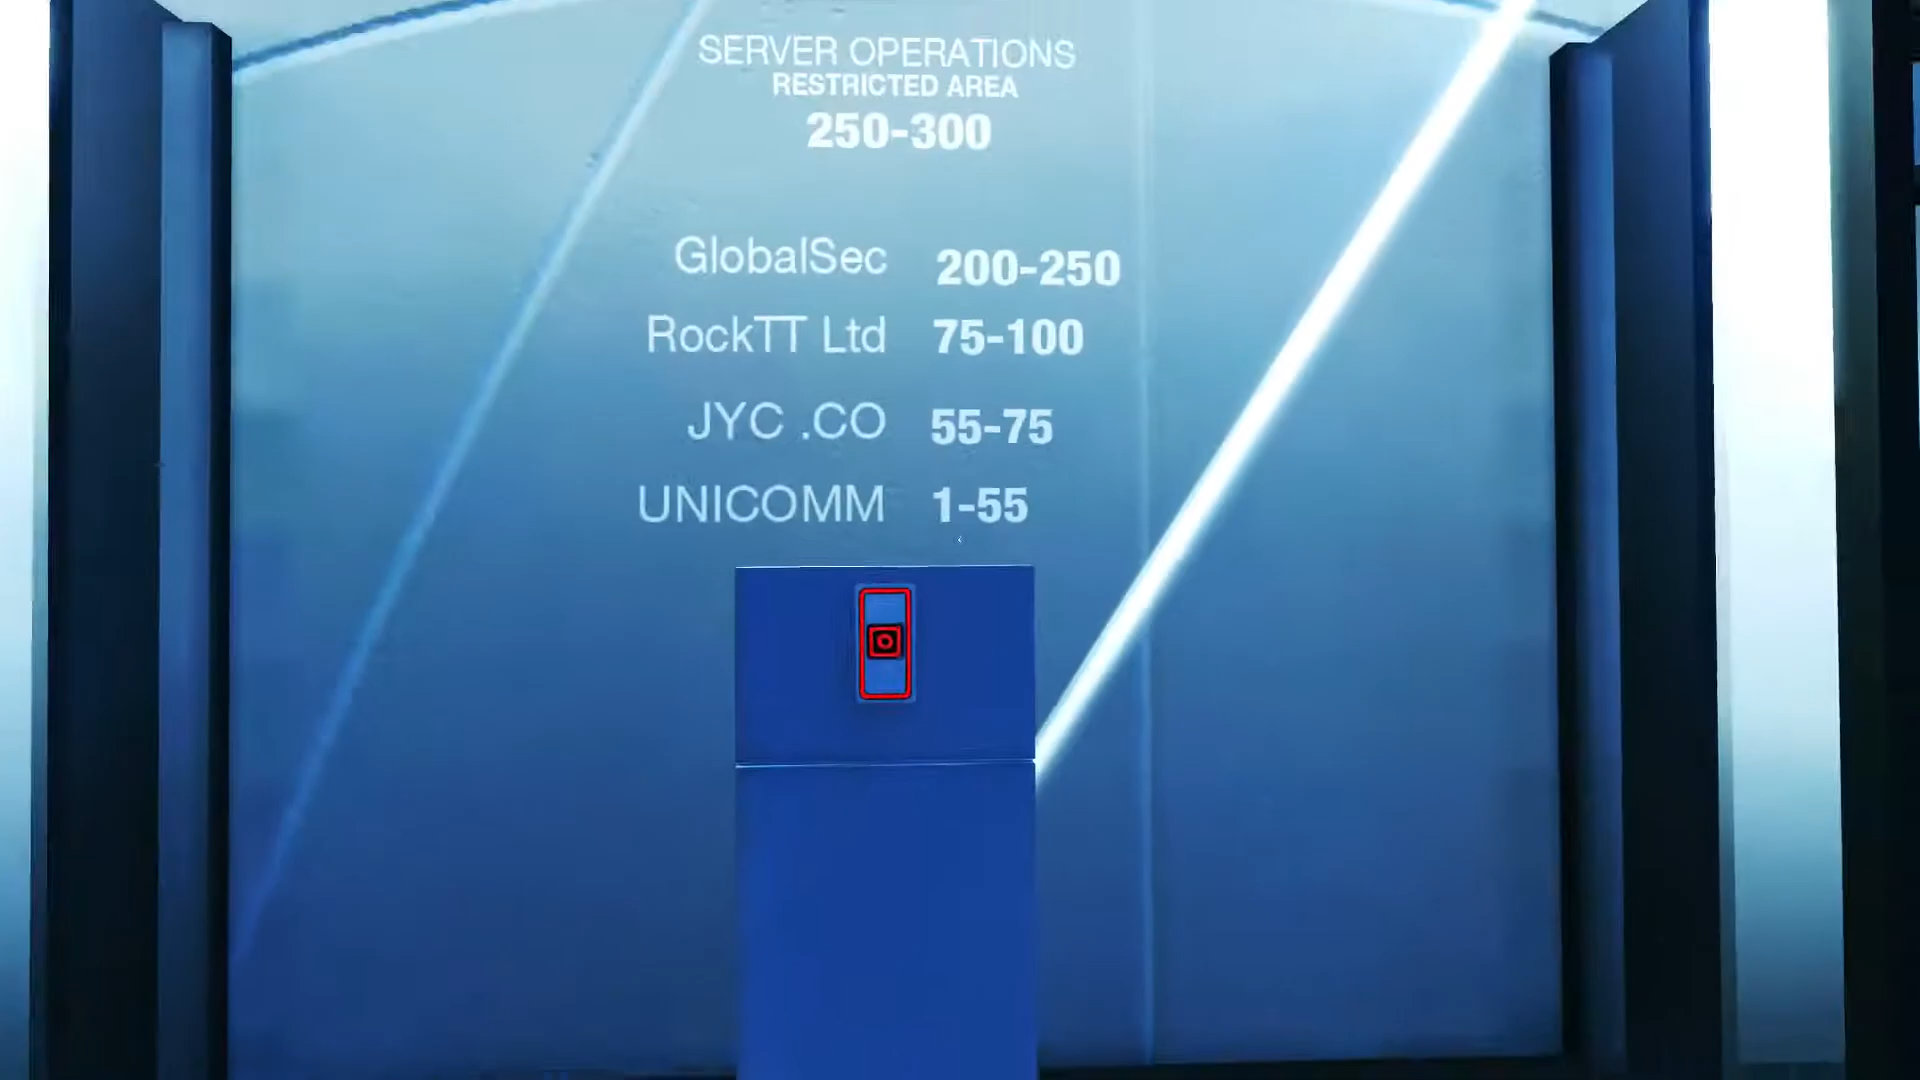 SERVER OPERATIONS
RESTRICTED AREA
250-300
GlobalSec 200-250
RockTT Ltd 75-100
JYC .CO 55-75
UNICOMM 1-55